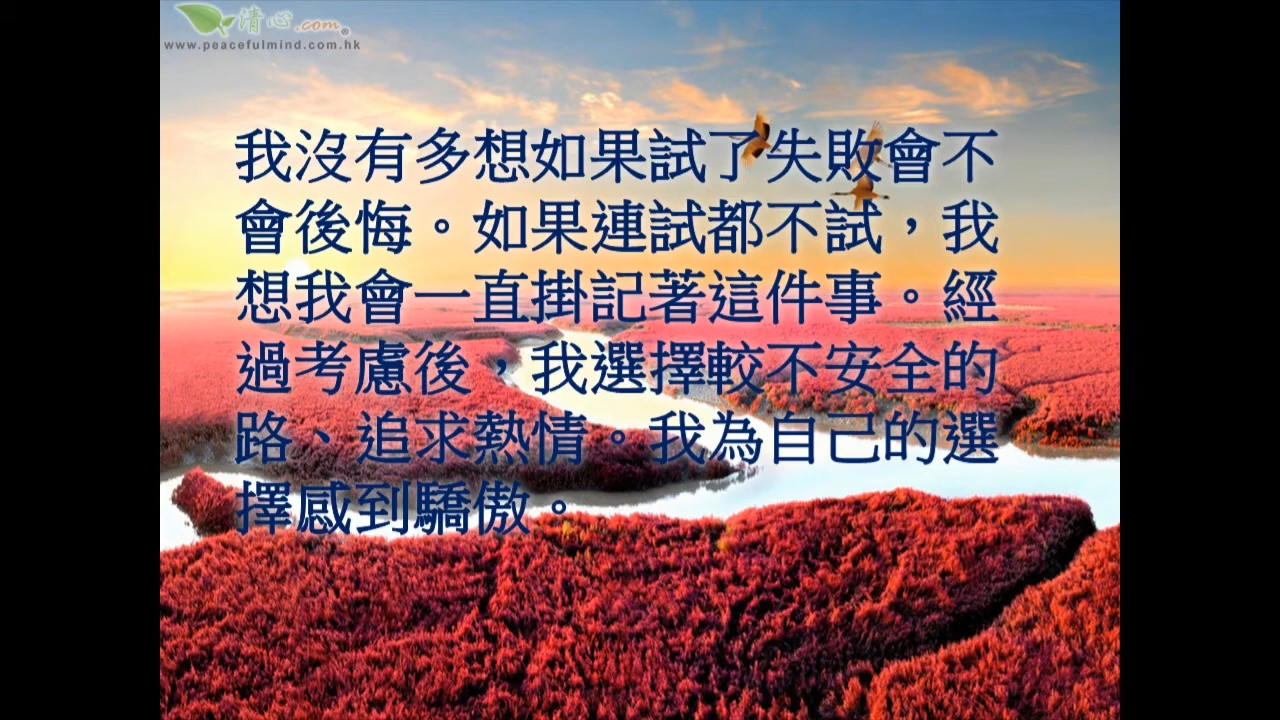 清心.com
www.peacefulmind.com.hk
我沒有多想如果試了失敗會不
會後悔。如果連試都不試，我
想我會一直掛記著這件事。經
過考慮後，我選擇較不安全的
路、追求熱情。我為自己的選
擇感到驕傲。